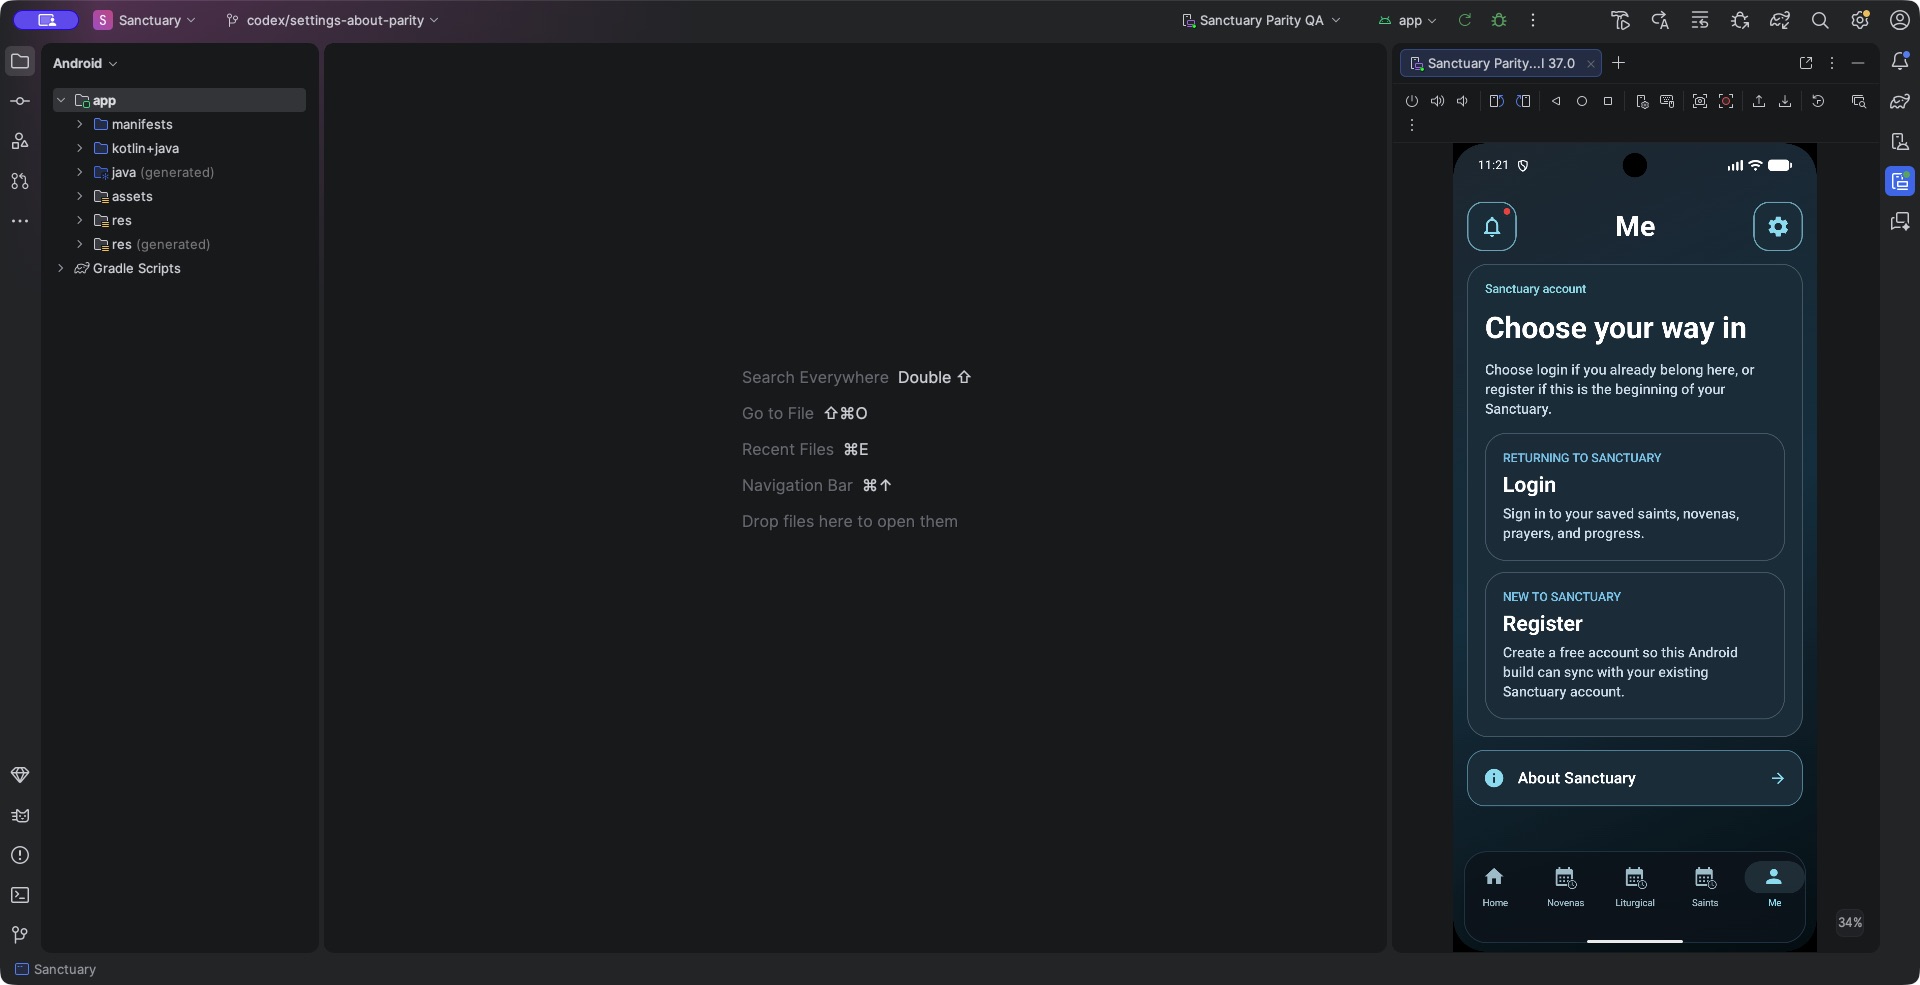 S Sanctuary
codex/settings-about-parity
Sanctuary Parity QA
app
Android
app
manifests
kotlin+java
java (generated)
assets
res
res (generated)
Gradle Scripts
Search Everywhere Double ⇧
Go to File ⇧⌘O
Recent Files ⌘E
Navigation Bar ⌘↑
Drop files here to open them
Sanctuary Parity...l 37.0
11:21
Me
Sanctuary account
Choose your way in
Choose login if you already belong here, or
register if this is the beginning of your
Sanctuary.
RETURNING TO SANCTUARY
Login
Sign in to your saved saints, novenas,
prayers, and progress.
NEW TO SANCTUARY
Register
Create a free account so this Android
build can sync with your existing
Sanctuary account.
About Sanctuary
Home
Novenas
Liturgical
Saints
Me
34%
Sanctuary